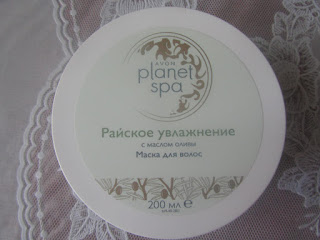 AVON
planet
spa
Райское увлажнение
с маслом оливы
Маска для волос
200 мл e